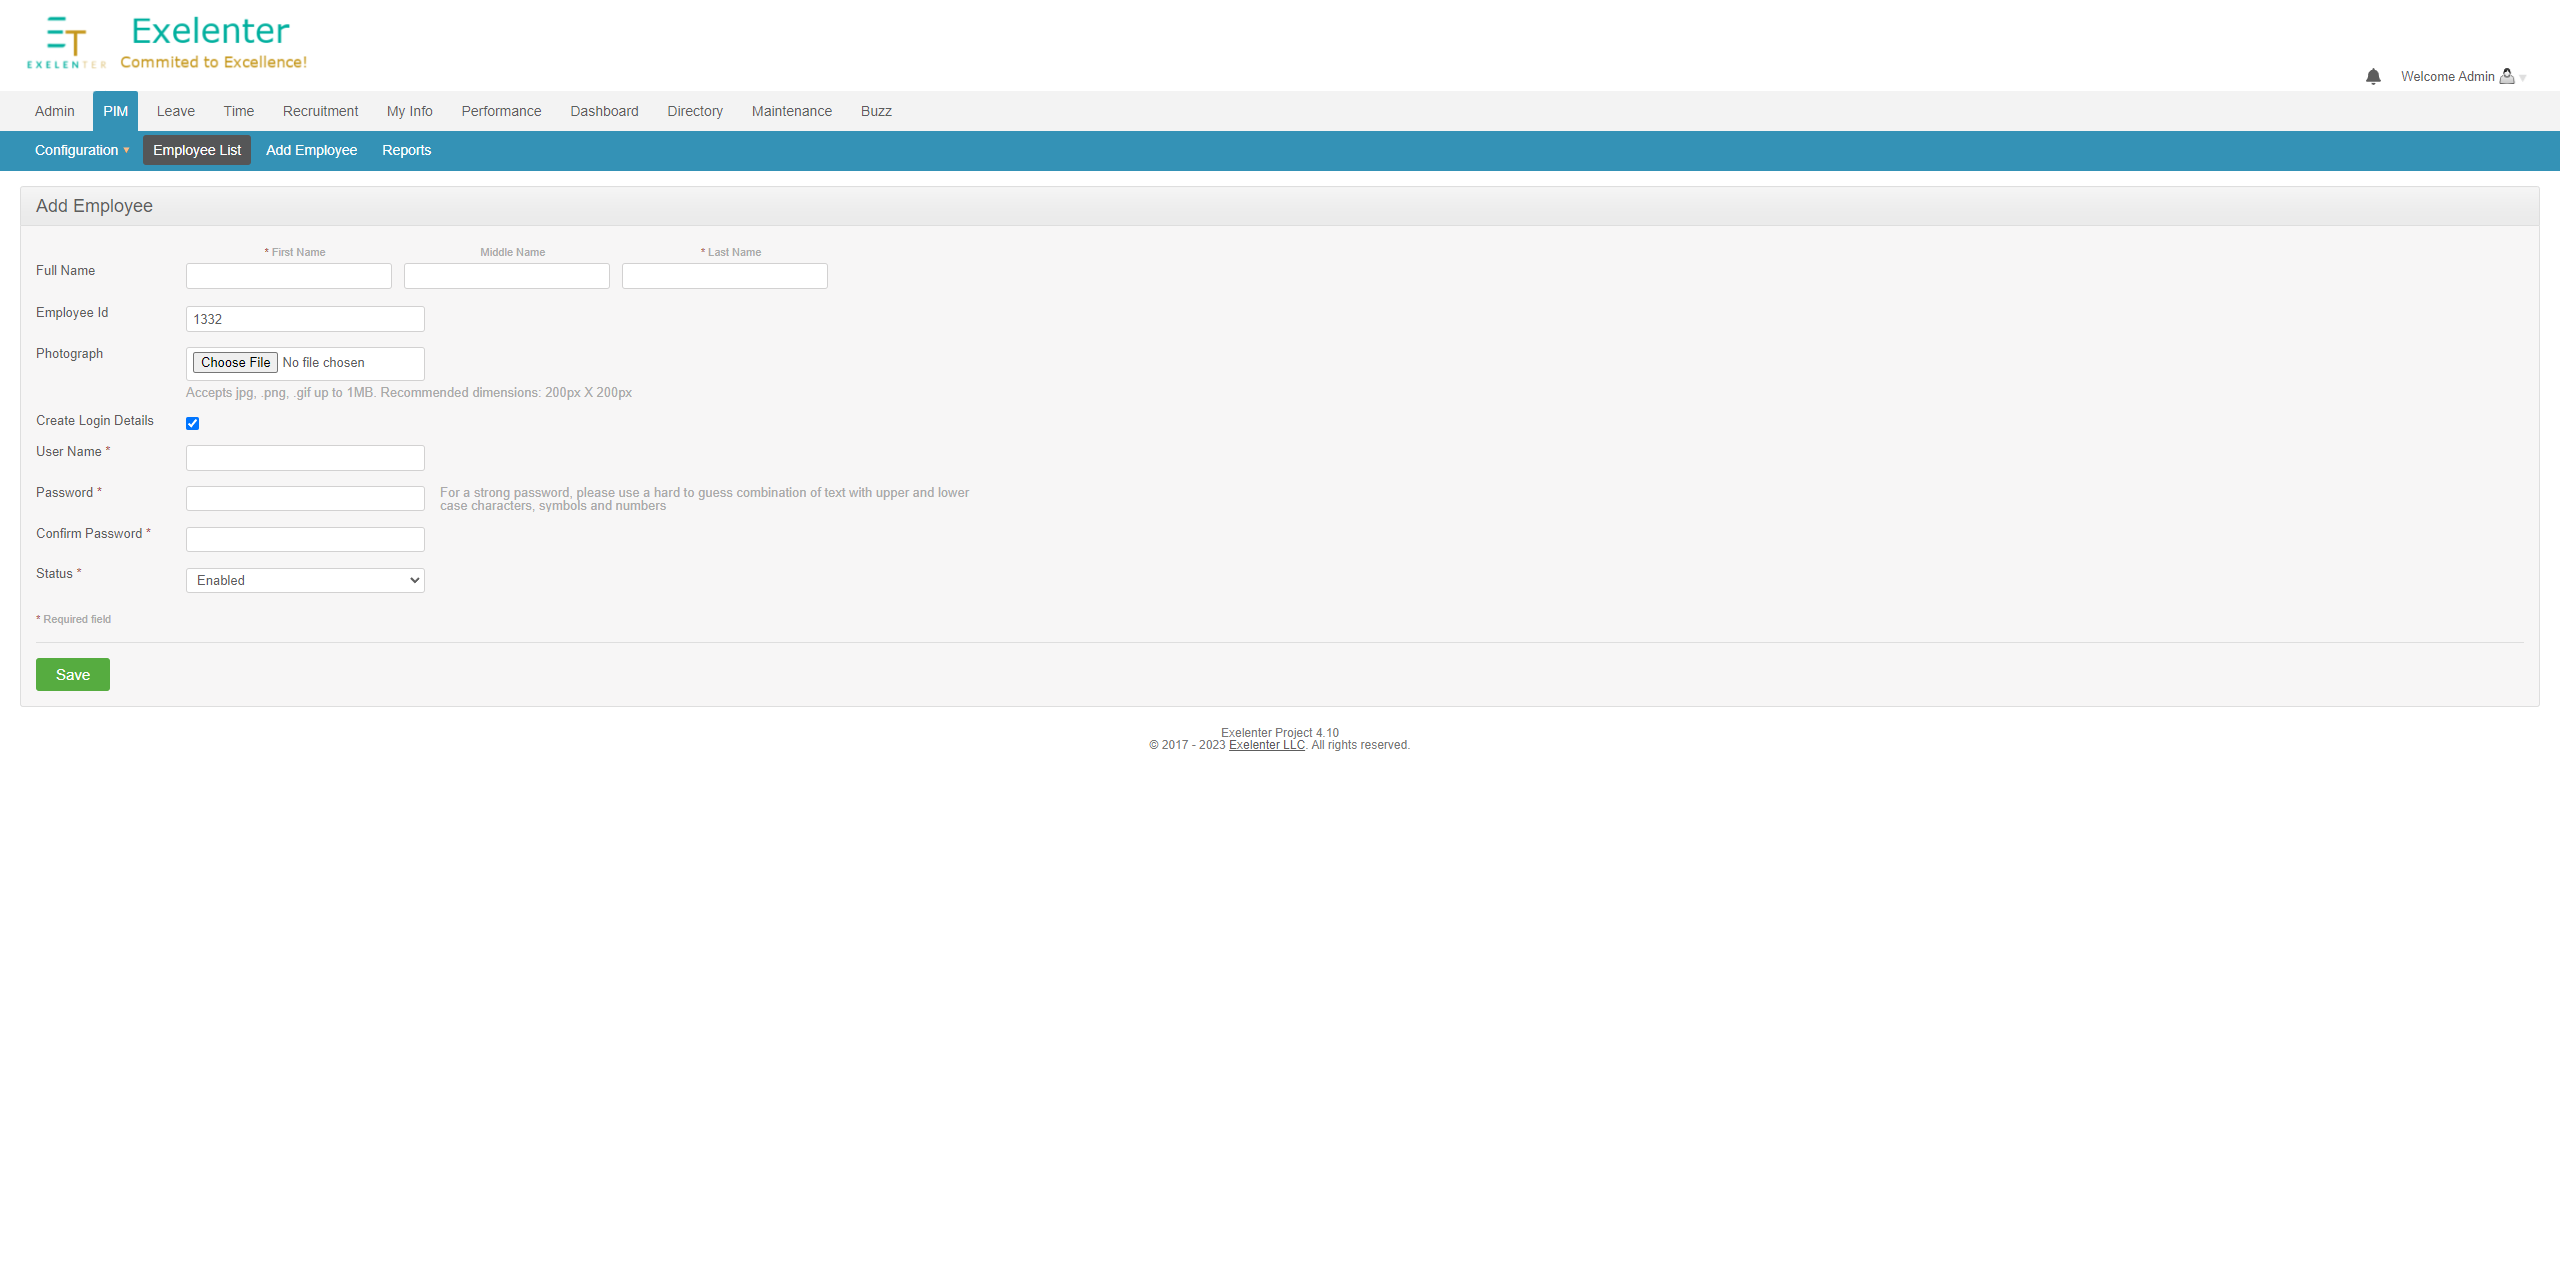 ET
EXELENTER
Exelenter
Commited to Excellence!
Welcome Admin
Admin PIM Leave Time Recruitment My Info Performance Dashboard Directory Maintenance Buzz
Configuration Employee List Add Employee Reports
Add Employee
* First Name Middle Name * Last Name
Full Name
Employee Id 1332
Photograph Choose File No file chosen
Accepts jpg, .png, .gif up to 1MB. Recommended dimensions: 200px X 200px
Create Login Details
User Name *
Password * For a strong password, please use a hard to guess combination of text with upper and lower
case characters, symbols and numbers
Confirm Password *
Status * Enabled
* Required field
Save
Exelenter Project 4.10
© 2017 - 2023 Exelenter LLC. All rights reserved.